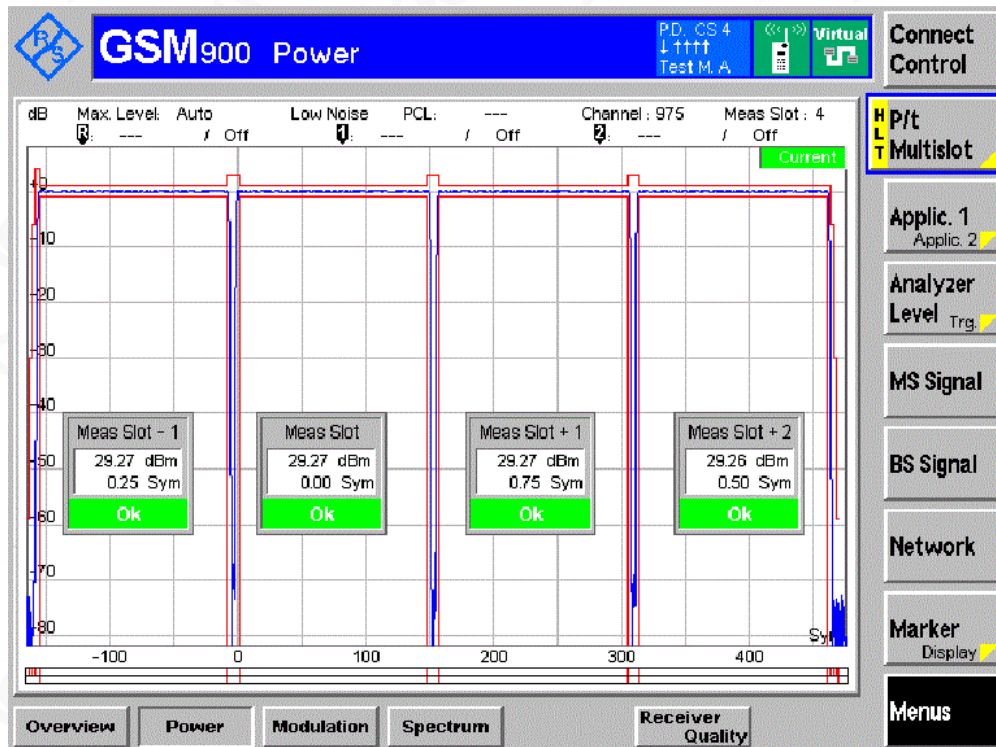 R S
GSM900 Power
P.D. CS 4
↓↑↑↑↑
Test M. A.
Virtual
Connect Control
dB Max. Level: Auto Low Noise PCL: --- Channel : 975 Meas Slot : 4
R: --- / Off 1: --- / Off 2: --- / Off
Current
HLT
P/t Multislot
Applic. 1
Applic. 2
Analyzer Level Trg.
MS Signal
BS Signal
Network
Marker
Display
Menus
+0
-10
-20
-30
-40
-50
-60
-70
-80
Meas Slot - 1
29.27 dBm
0.25 Sym
Ok
Meas Slot
29.27 dBm
0.00 Sym
Ok
Meas Slot + 1
29.27 dBm
0.75 Sym
Ok
Meas Slot + 2
29.26 dBm
0.50 Sym
Ok
-100 0 100 200 300 400
Overview Power Modulation Spectrum Receiver Quality